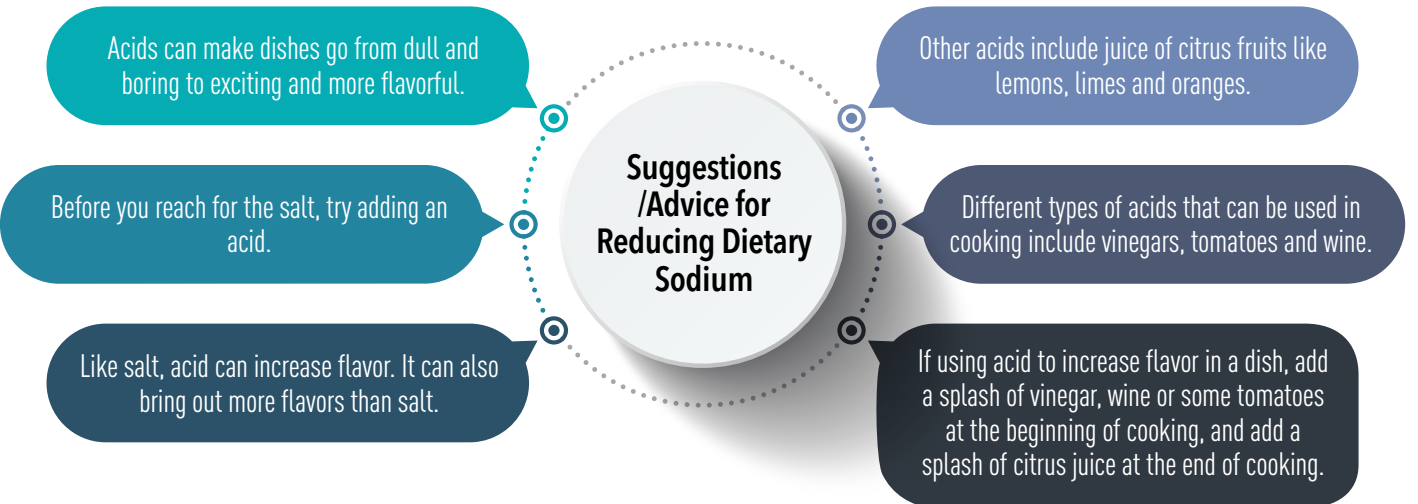 Acids can make dishes go from dull and
boring to exciting and more flavorful.
Before you reach for the salt, try adding an
acid.
Like salt, acid can increase flavor. It can also
bring out more flavors than salt.
Suggestions
/Advice for
Reducing Dietary
Sodium
Other acids include juice of citrus fruits like
lemons, limes and oranges.
Different types of acids that can be used in
cooking include vinegars, tomatoes and wine.
If using acid to increase flavor in a dish, add
a splash of vinegar, wine or some tomatoes
at the beginning of cooking, and add a
splash of citrus juice at the end of cooking.